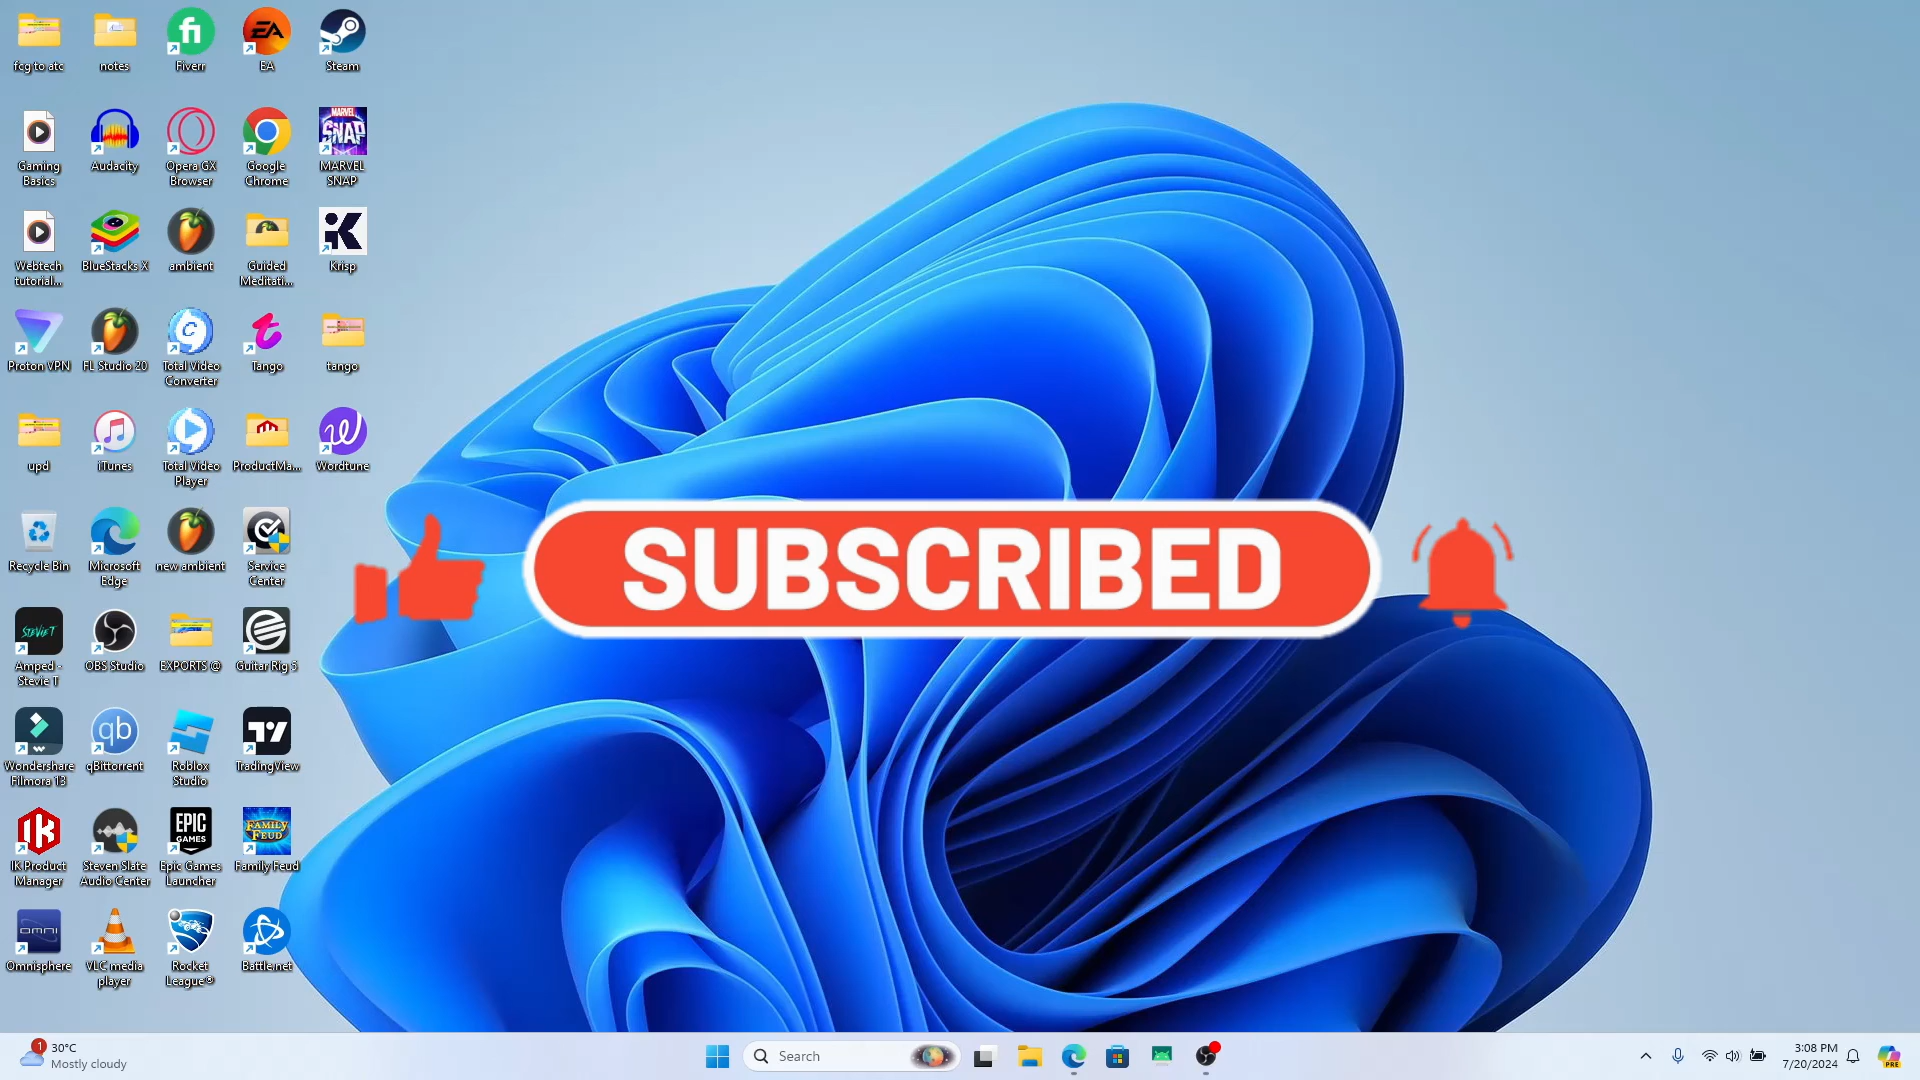 fcg to atc
notes
Fiverr
EA
Steam
Gaming
Basics
Audacity
Opera GX
Browser
Google
Chrome
MARVEL
SNAP
Webtech
tutorial...
BlueStacks X
ambient
Guided
Meditati...
Krisp
Proton VPN
FL Studio 20
Total Video
Converter
Tango
tango
upd
iTunes
Total Video
Player
ProductMa...
Wordtune
Recycle Bin
Microsoft
Edge
new ambient
Service
Center
SUBSCRIBED
Amped -
Stevie T
OBS Studio
EXPORTS @
Guitar Rig 5
Wondershare
Filmora 13
qBittorrent
Roblox
Studio
TradingView
IK Product
Manager
Steven Slate
Audio Center
Epic Games
Launcher
Family Feud
Omnisphere
VLC media
player
Rocket
League®
Battle.net
1
30°C
Mostly cloudy
Search
3:08 PM
7/20/2024
PRE